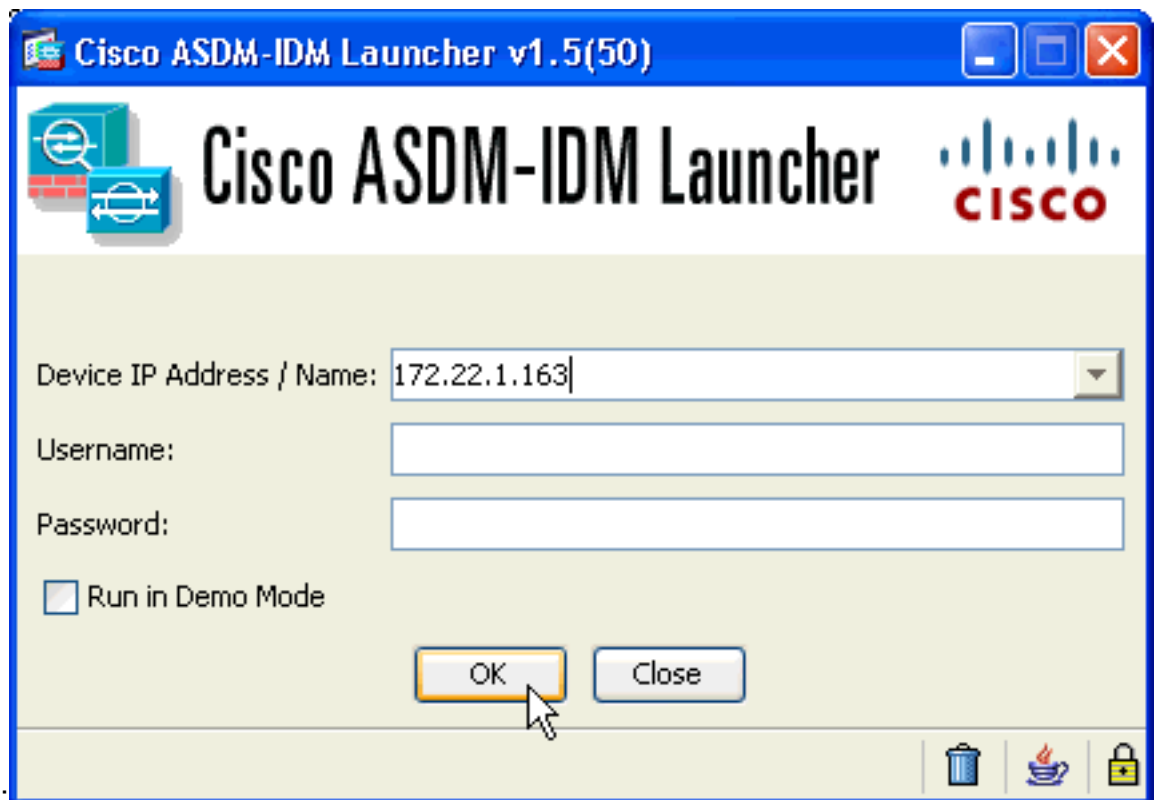 Cisco ASDM-IDM Launcher v1.5(50)
Cisco ASDM-IDM Launcher
CISCO
Device IP Address / Name: 172.22.1.163
Username:
Password:
Run in Demo Mode
OK Close
.